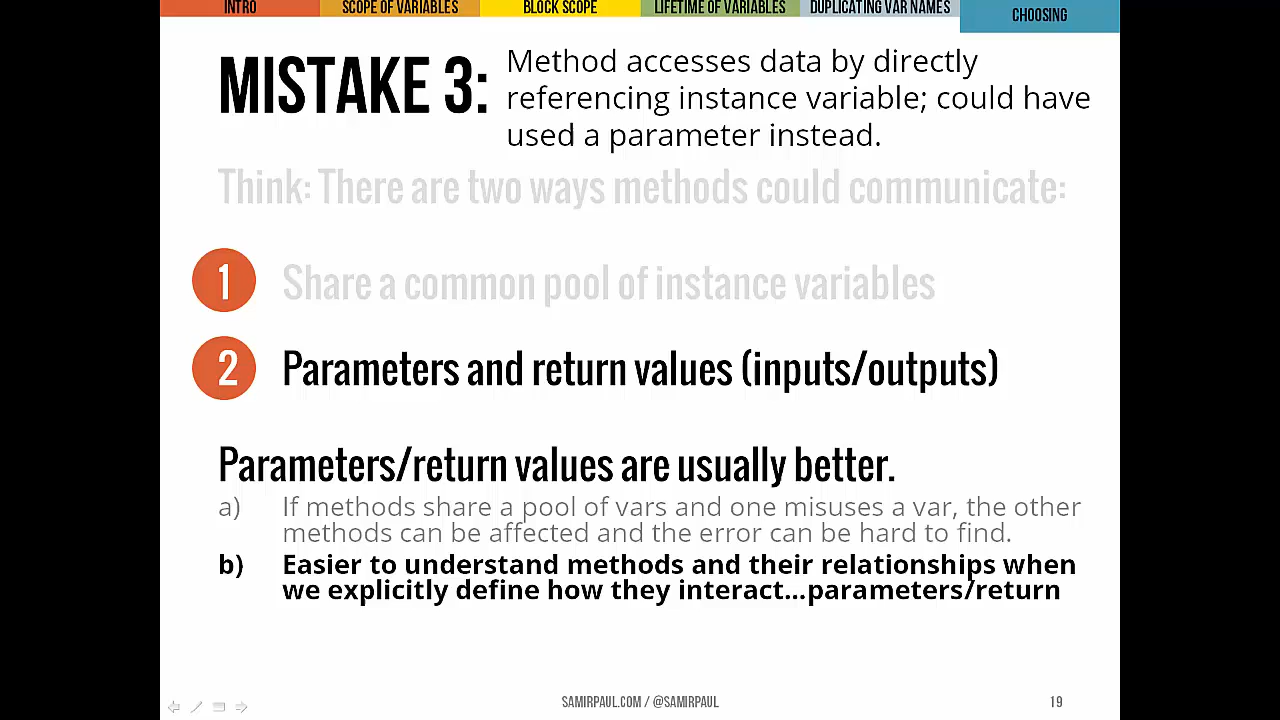 INTRO
SCOPE OF VARIABLES
BLOCK SCOPE
LIFETIME OF VARIABLES
DUPLICATING VAR NAMES
CHOOSING
MISTAKE 3:
Method accesses data by directly
referencing instance variable; could have
used a parameter instead.
Think: There are two ways methods could communicate:
1 Share a common pool of instance variables
2 Parameters and return values (inputs/outputs)
Parameters/return values are usually better.
a) If methods share a pool of vars and one misuses a var, the other
methods can be affected and the error can be hard to find.
b) Easier to understand methods and their relationships when
we explicitly define how they interact...parameters/return
SAMIRPAUL.COM / @SAMIRPAUL
19